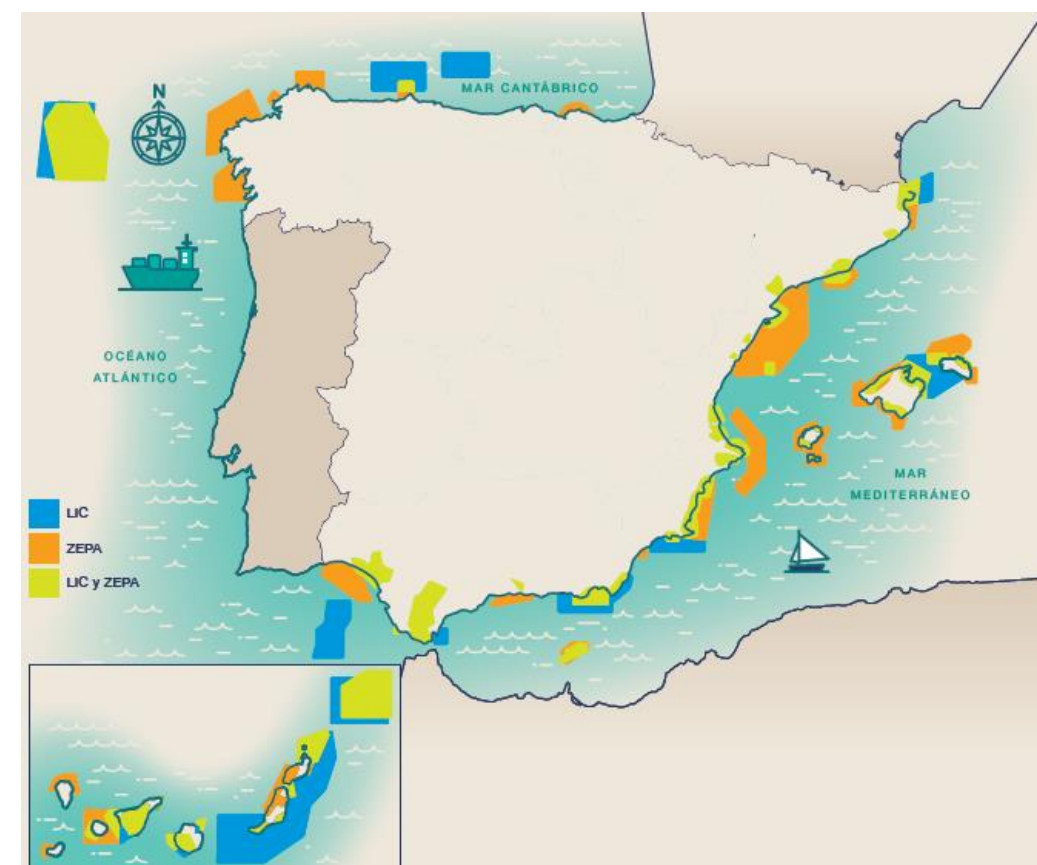 N
MAR CANTÁBRICO
OCÉANO
ATLÁNTICO
MAR
MEDITERRÁNEO
LIC
ZEPA
LIC y ZEPA